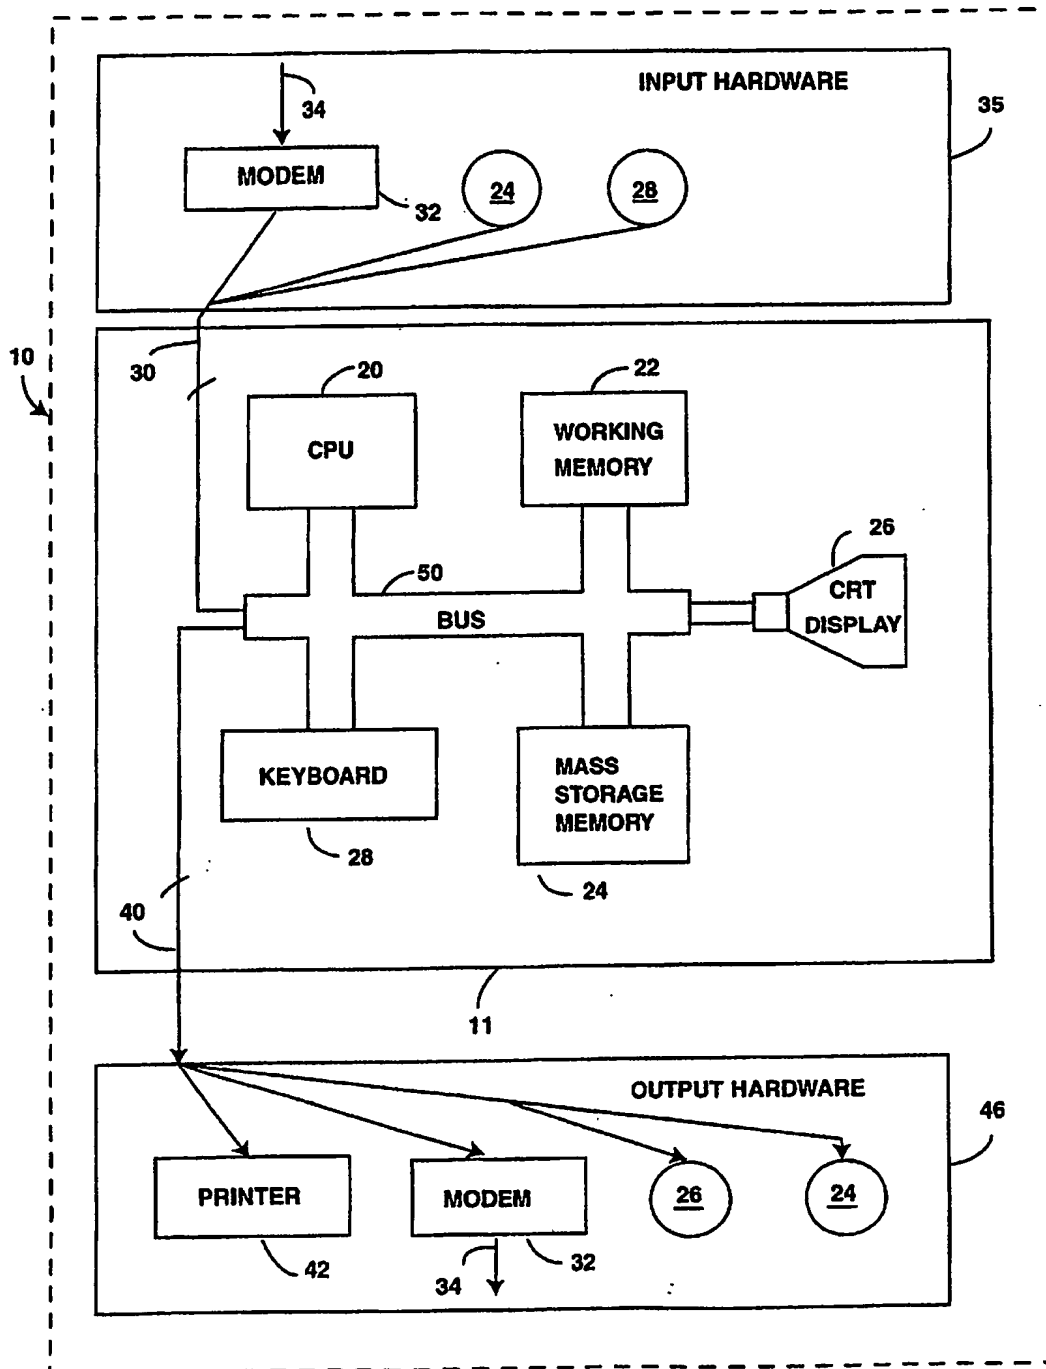 INPUT HARDWARE
34
35
MODEM
32
24
28
10
30
20
22
CPU
WORKING
MEMORY
26
CRT
DISPLAY
50
BUS
KEYBOARD
28
MASS
STORAGE
MEMORY
24
40
11
OUTPUT HARDWARE
46
PRINTER
42
MODEM
34
32
26
24